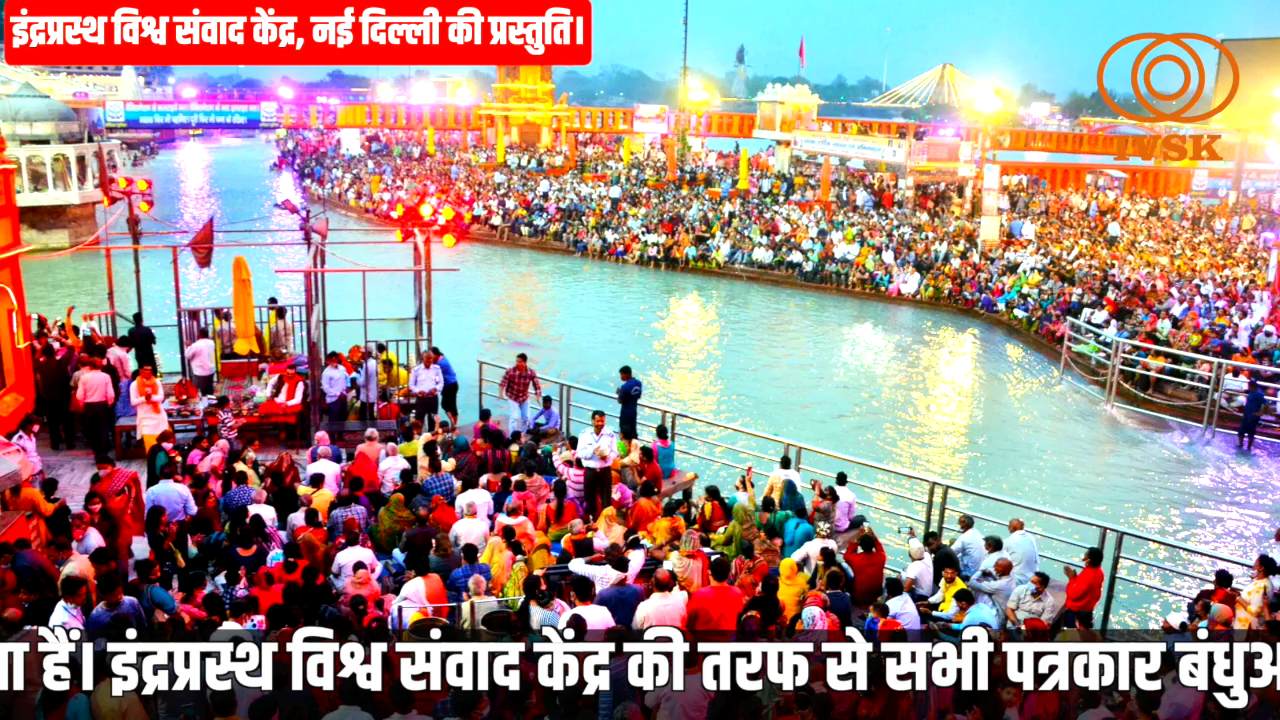 इंद्रप्रस्थ विश्व संवाद केंद्र, नई दिल्ली की प्रस्तुति।
IVSK
ा हैं। इंद्रप्रस्थ विश्व संवाद केंद्र की तरफ से सभी पत्रकार बंधुअ